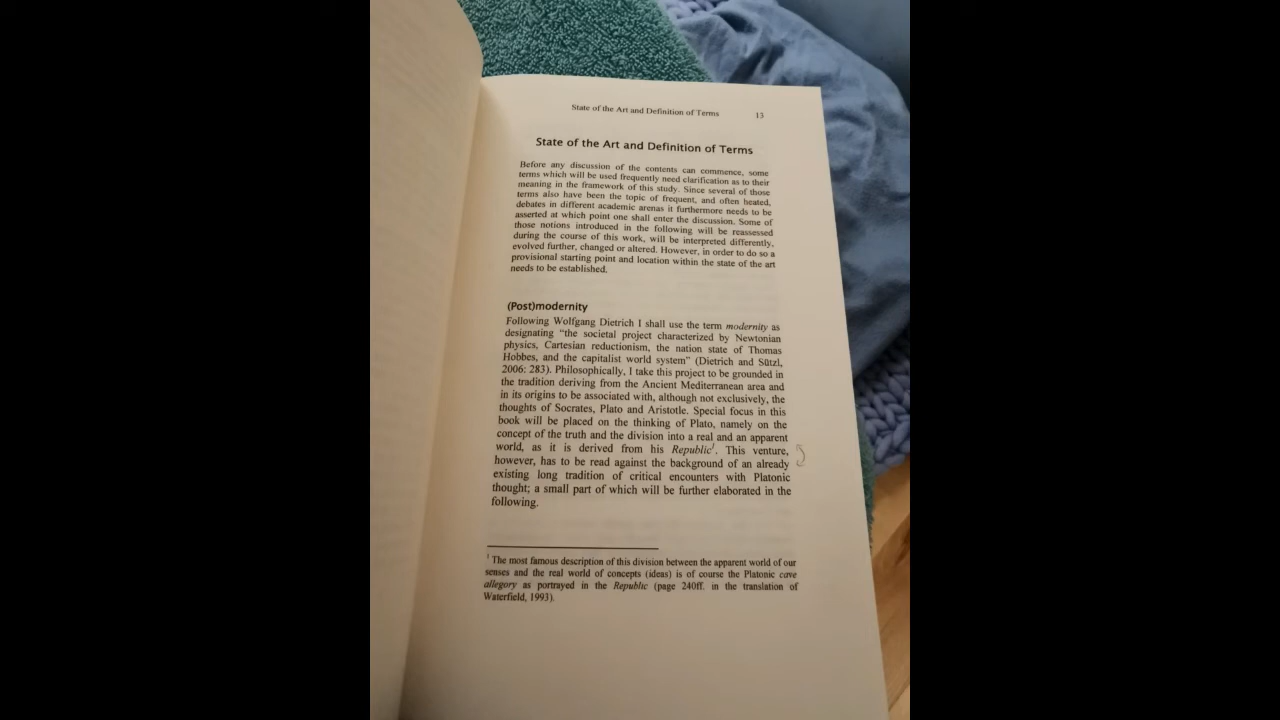 State of the Art and Definition of Terms 13
State of the Art and Definition of Terms
Before any discussion of the contents can commence, some
terms which will be used frequently need clarification as to their
meaning in the framework of this study. Since several of those
terms also have been the topic of frequent, and often heated,
debates in different academic arenas it furthermore needs to be
asserted at which point one shall enter the discussion. Some of
those notions introduced in the following will be reassessed
during the course of this work, will be interpreted differently,
evolved further, changed or altered. However, in order to do so a
provisional starting point and location within the state of the art
needs to be established.
(Post)modernity
Following Wolfgang Dietrich I shall use the term modernity as
designating “the societal project characterized by Newtonian
physics, Cartesian reductionism, the nation state of Thomas
Hobbes, and the capitalist world system” (Dietrich and Sützl,
2006: 283). Philosophically, I take this project to be grounded in
the tradition deriving from the Ancient Mediterranean area and
in its origins to be associated with, although not exclusively, the
thoughts of Socrates, Plato and Aristotle. Special focus in this
book will be placed on the thinking of Plato, namely on the
concept of the truth and the division into a real and an apparent
world, as it is derived from his Republic¹. This venture,
however, has to be read against the background of an already
existing long tradition of critical encounters with Platonic
thought; a small part of which will be further elaborated in the
following.
¹ The most famous description of this division between the apparent world of our
senses and the real world of concepts (ideas) is of course the Platonic cave
allegory as portrayed in the Republic (page 240ff. in the translation of
Waterfield, 1993).